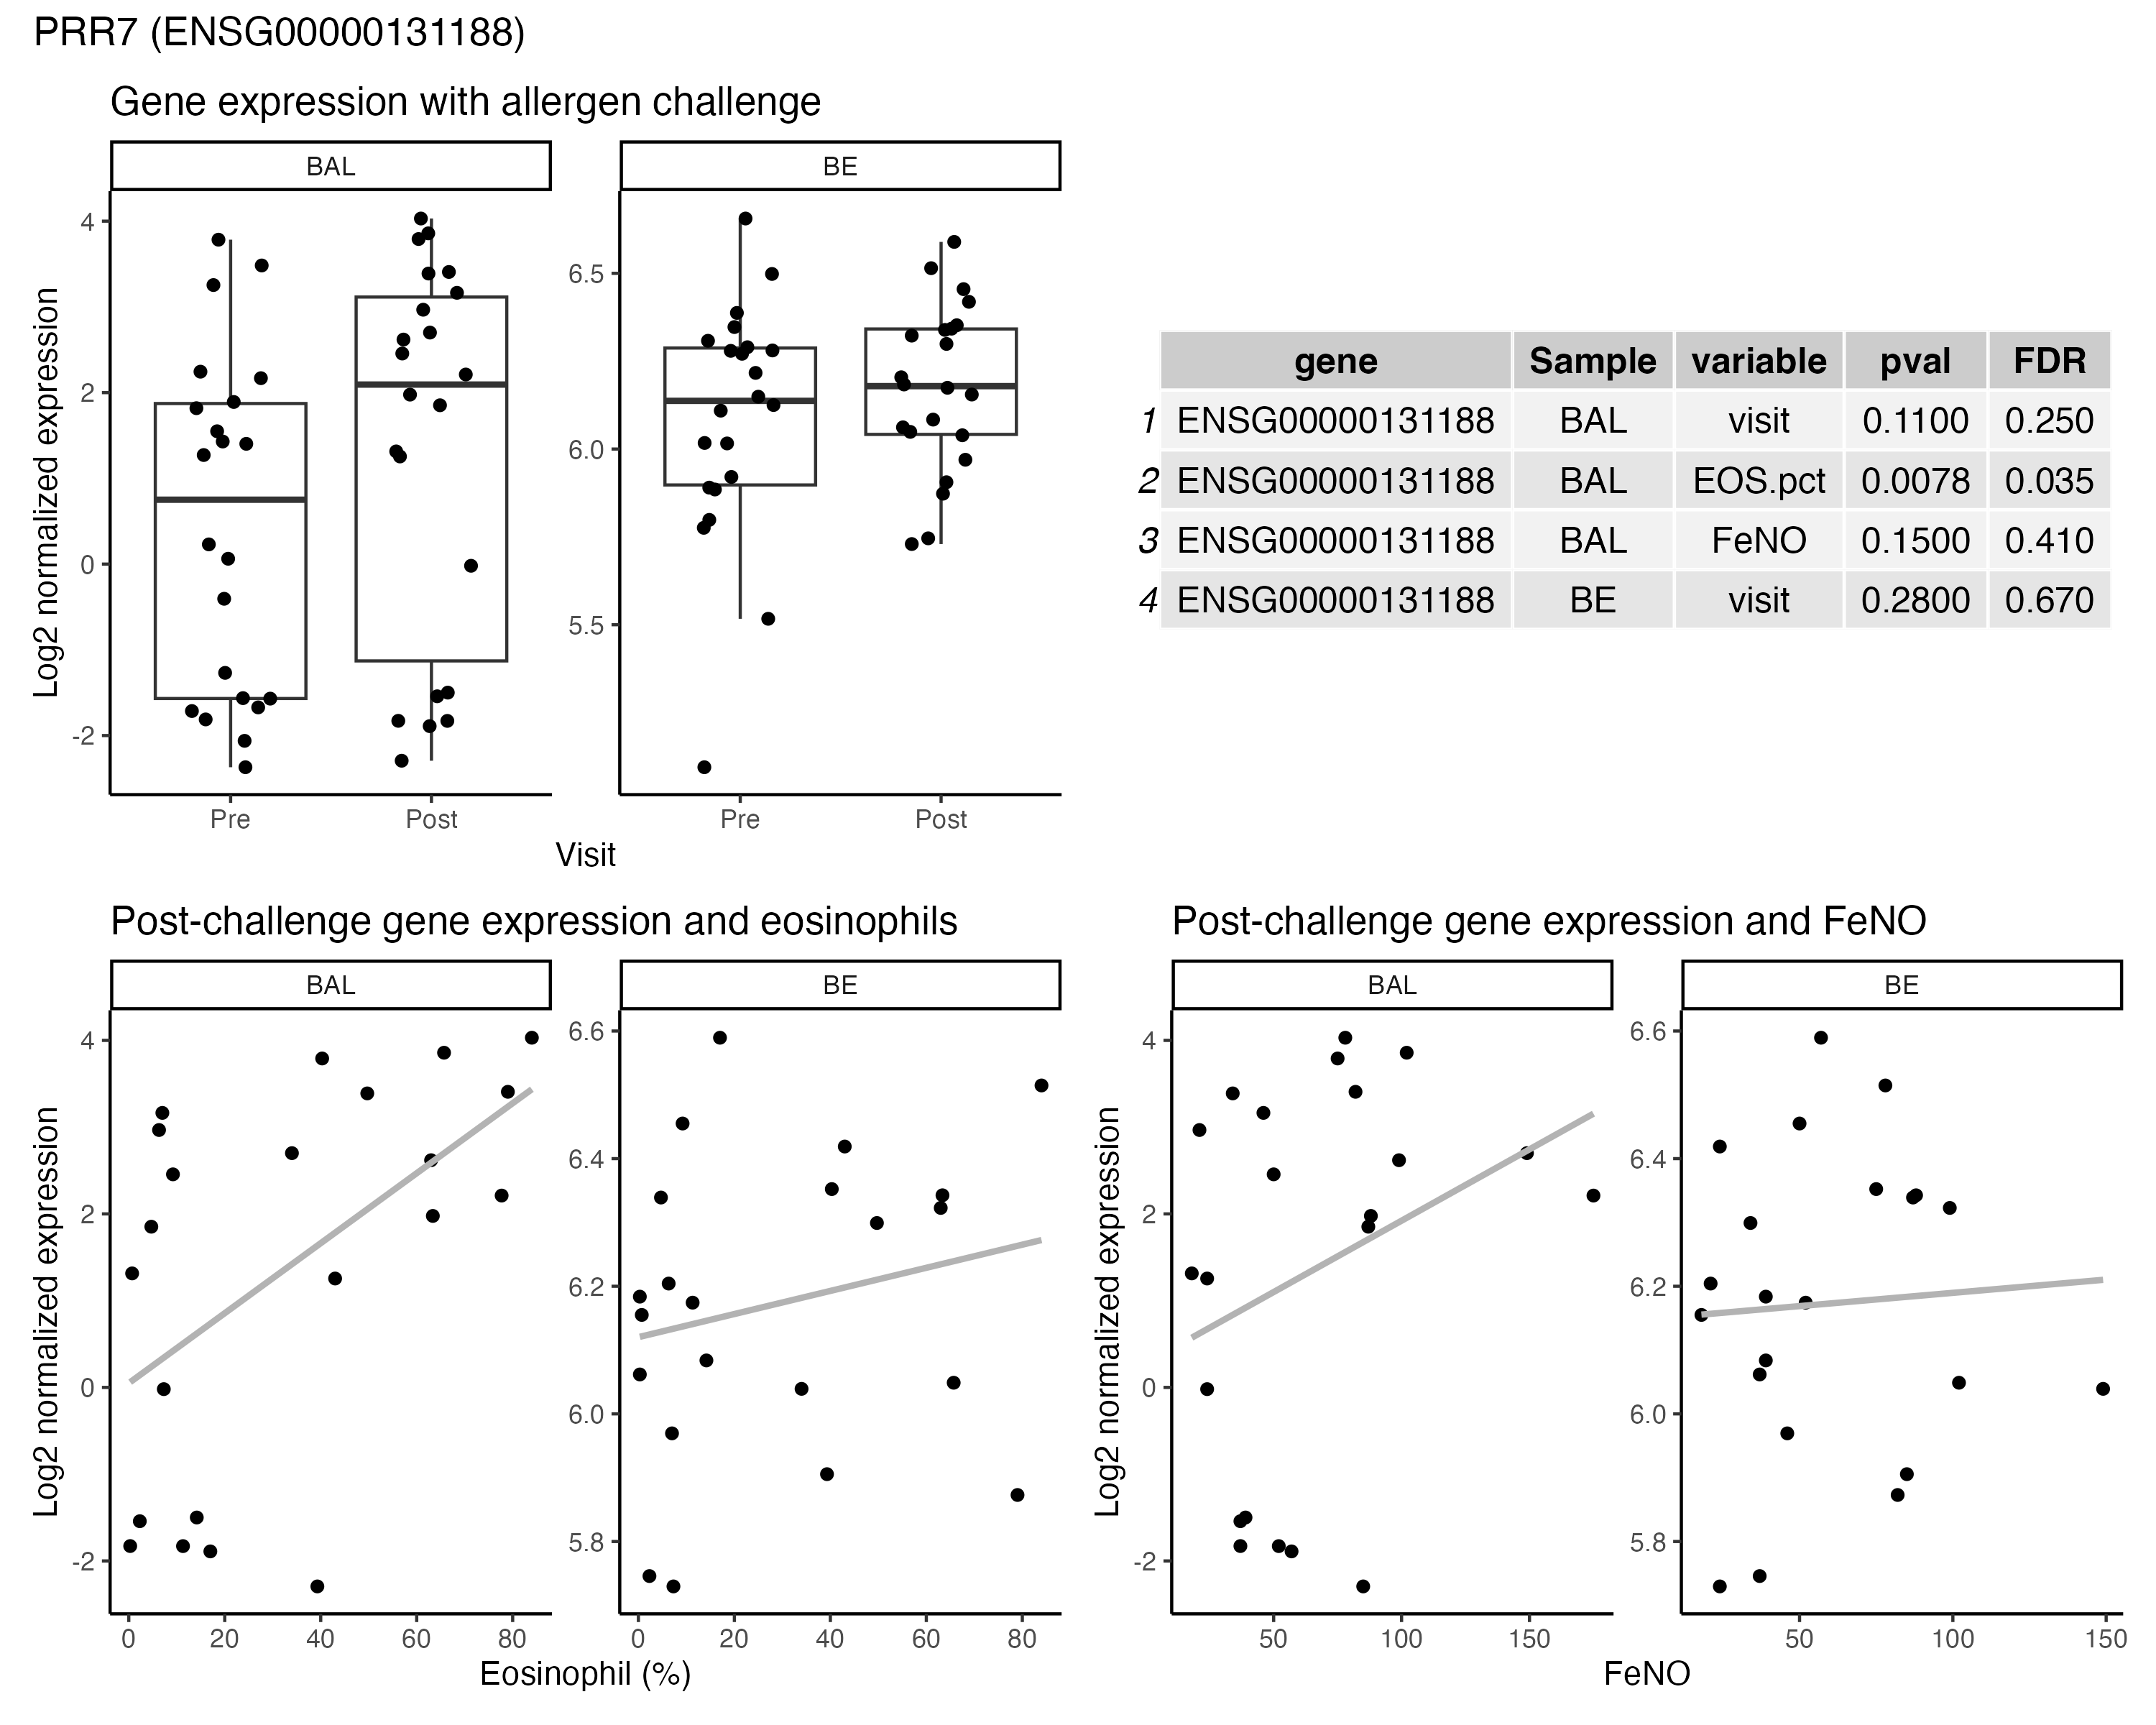 PRR7 (ENSG00000131188)
Gene expression with allergen challenge
BAL
BE
Log2 normalized expression
4
2
0
-2
6.5
6.0
5.5
Pre
Post
Pre
Post
Visit
gene Sample variable pval FDR
1 ENSG00000131188 BAL visit 0.1100 0.250
2 ENSG00000131188 BAL EOS.pct 0.0078 0.035
3 ENSG00000131188 BAL FeNO 0.1500 0.410
4 ENSG00000131188 BE visit 0.2800 0.670
Post-challenge gene expression and eosinophils
BAL
BE
Log2 normalized expression
4
2
0
-2
6.6
6.4
6.2
6.0
5.8
0 20 40 60 80
0 20 40 60 80
Eosinophil (%)
Post-challenge gene expression and FeNO
BAL
BE
Log2 normalized expression
4
2
0
-2
6.6
6.4
6.2
6.0
5.8
50 100 150
50 100 150
FeNO